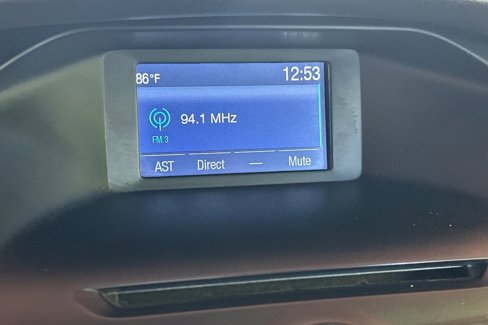 86°F 12:53
94.1 MHz
FM 3
AST Direct — Mute